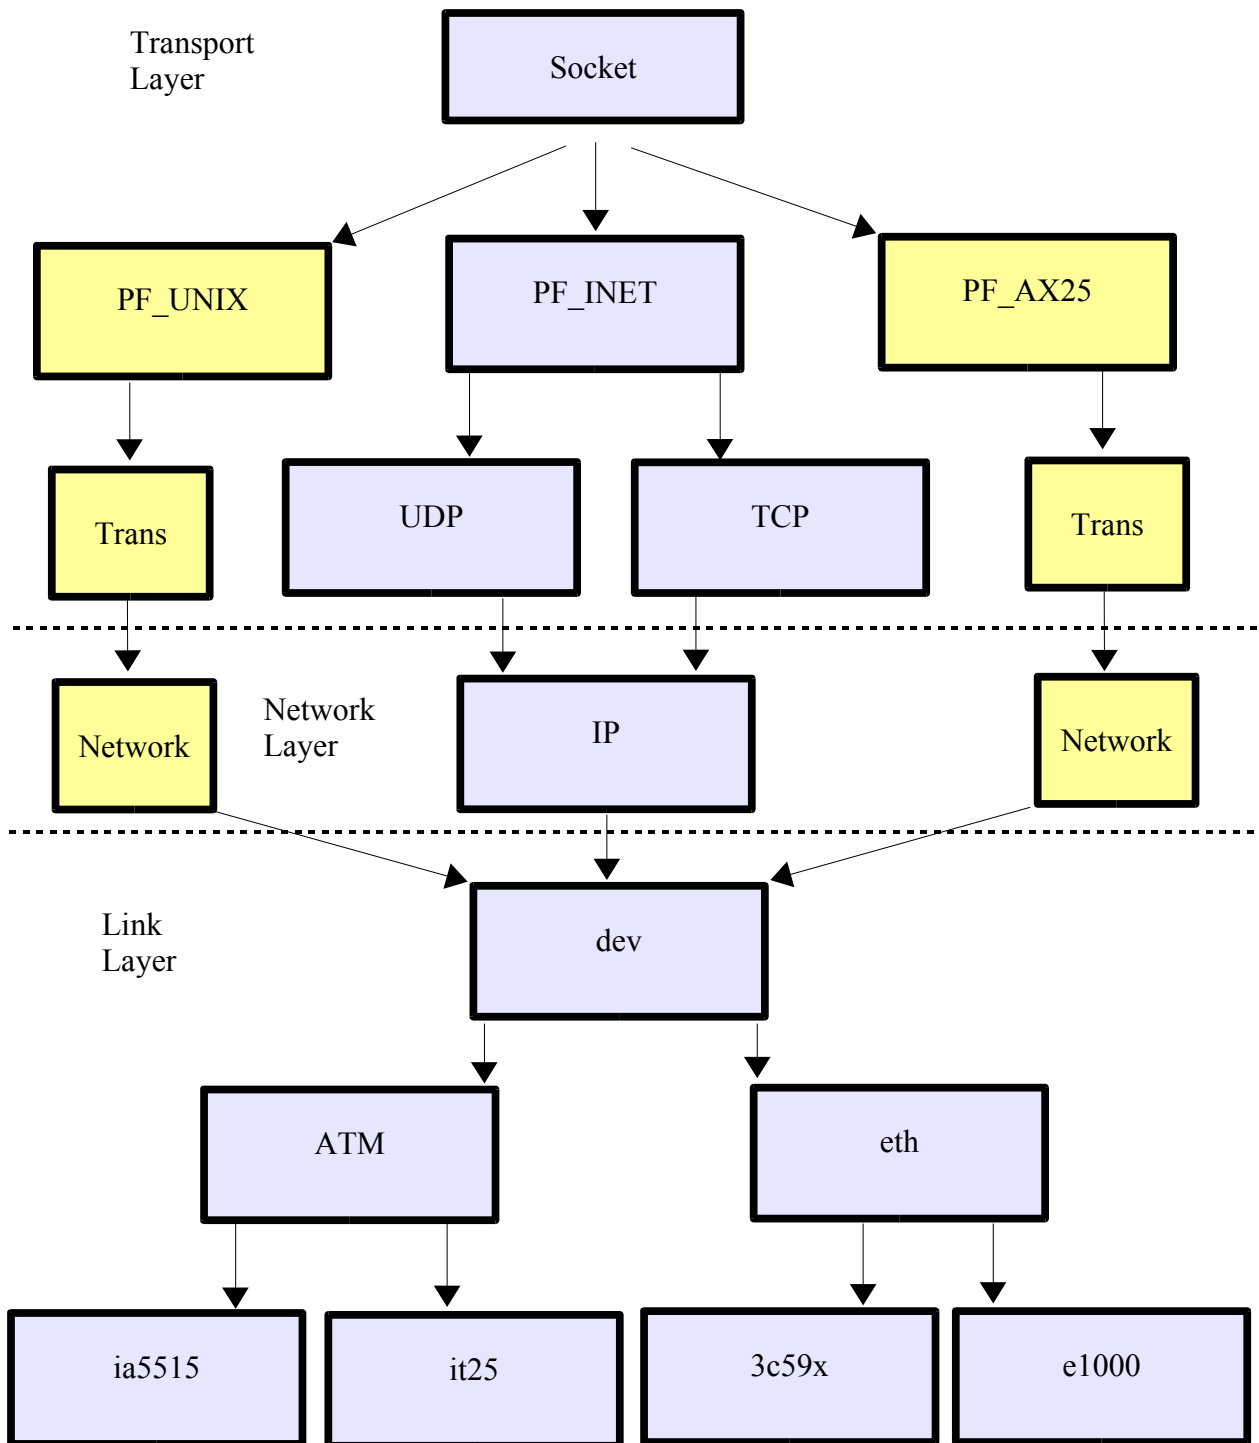 Transport
Layer
Socket
PF_UNIX
PF_INET
PF_AX25
Trans
UDP
TCP
Trans
Network
Network
Layer
IP
Network
Link
Layer
dev
ATM
eth
ia5515
it25
3c59x
e1000